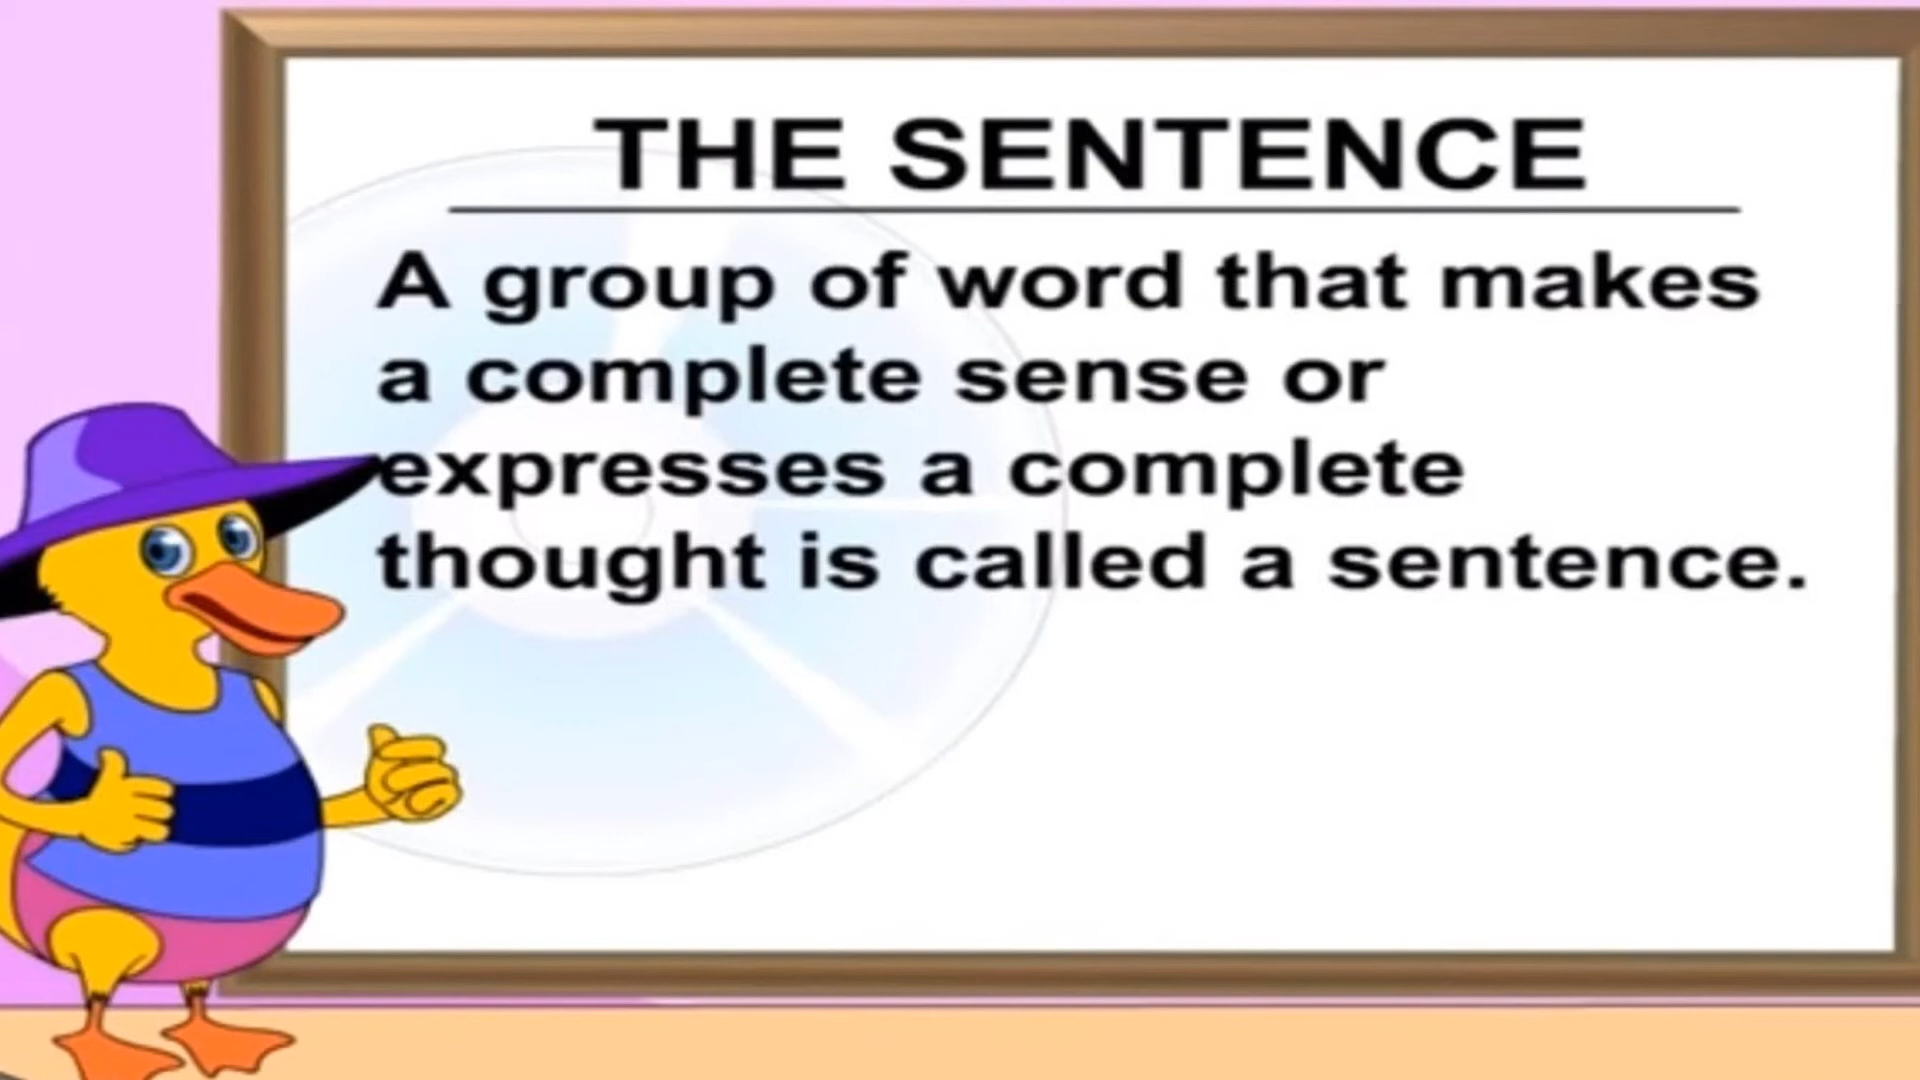 THE SENTENCE
A group of word that makes
a complete sense or
expresses a complete
thought is called a sentence.